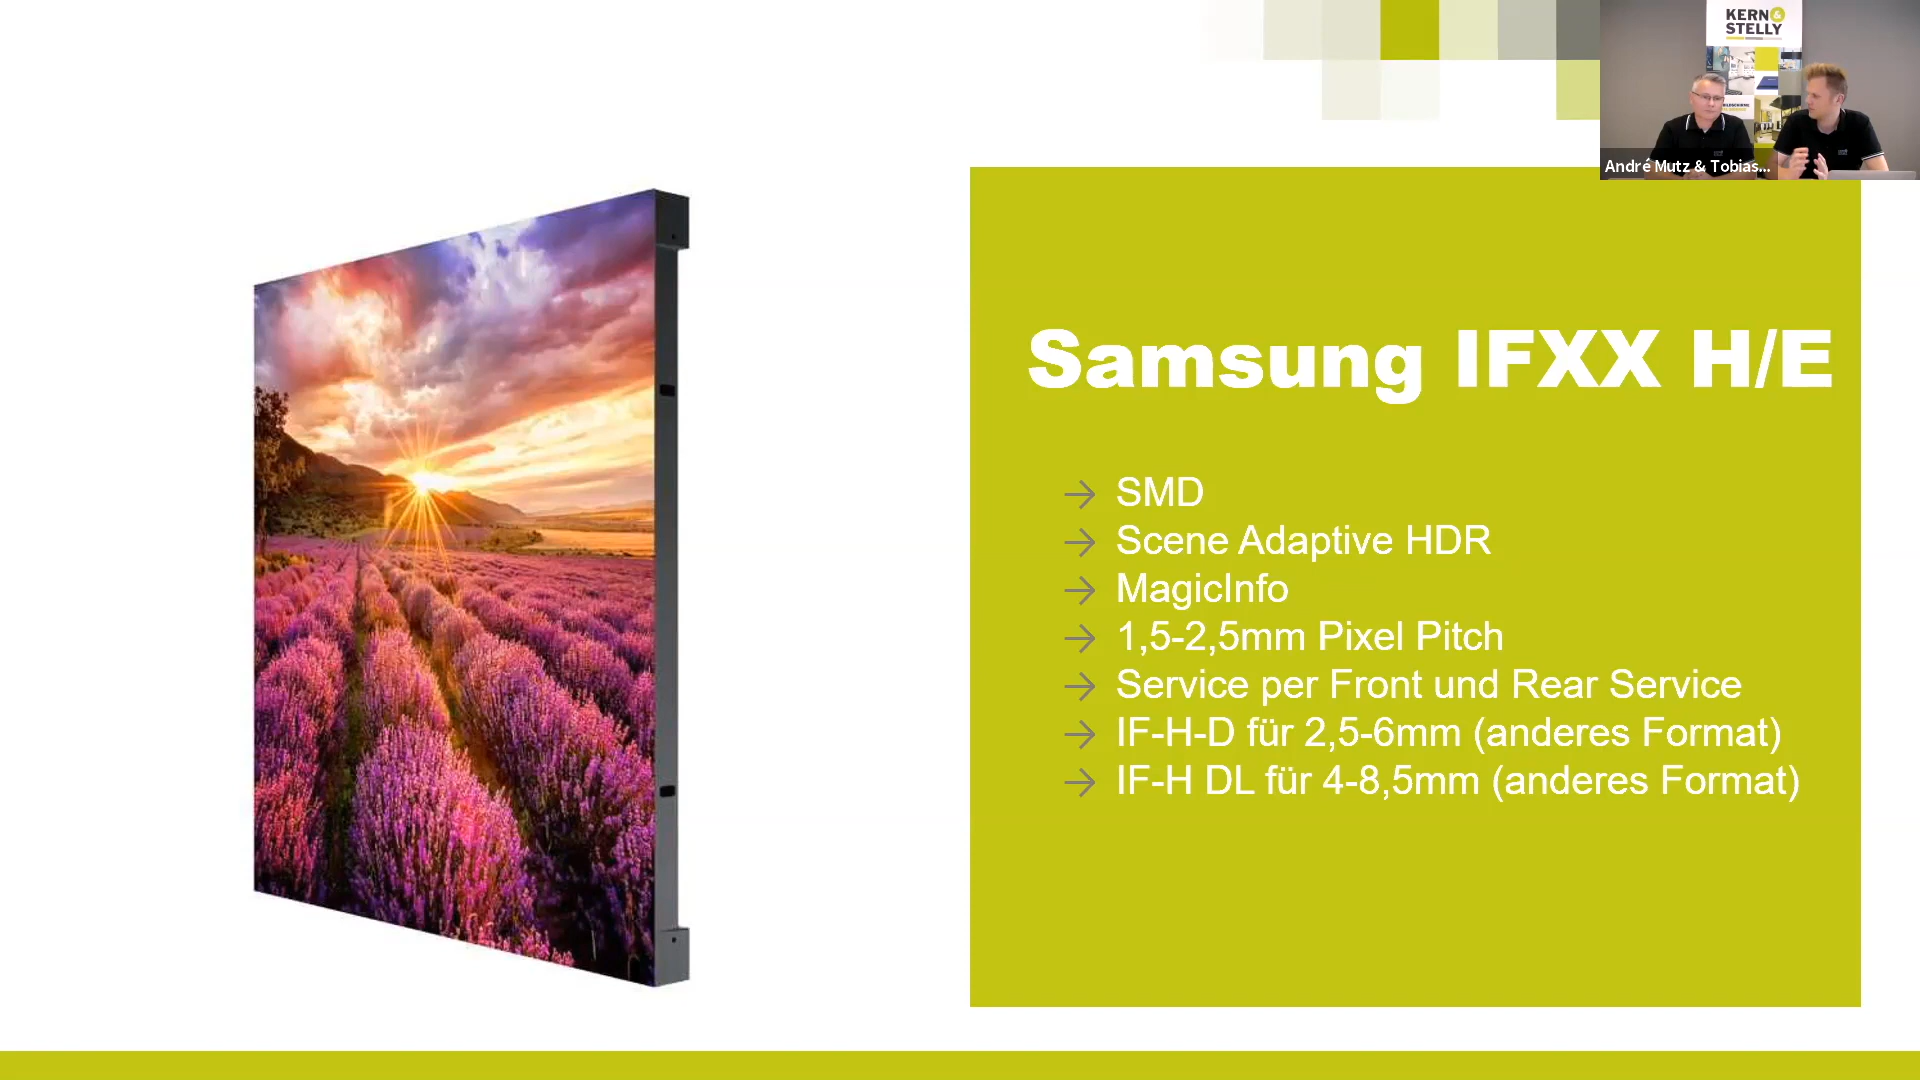 KERN&
STELLY
André Mutz & Tobias...
Samsung IFXX H/E
→ SMD
→ Scene Adaptive HDR
→ MagicInfo
→ 1,5-2,5mm Pixel Pitch
→ Service per Front und Rear Service
→ IF-H-D für 2,5-6mm (anderes Format)
→ IF-H DL für 4-8,5mm (anderes Format)